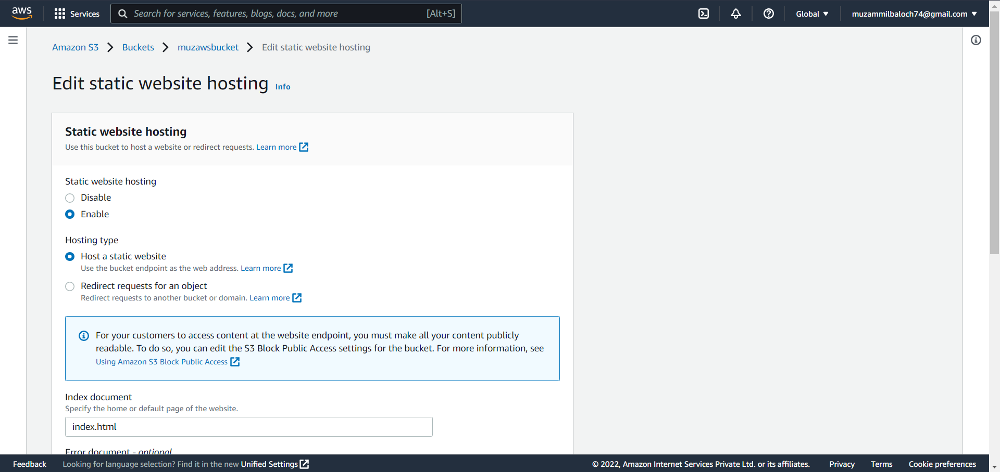 aws
Services
Search for services, features, blogs, docs, and more [Alt+S]
Global
muzammilbaloch74@gmail.com
Amazon S3 Buckets muzawsbucket Edit static website hosting
Edit static website hosting Info
Static website hosting
Use this bucket to host a website or redirect requests. Learn more
Static website hosting
Disable
Enable
Hosting type
Host a static website
Use the bucket endpoint as the web address. Learn more
Redirect requests for an object
Redirect requests to another bucket or domain. Learn more
For your customers to access content at the website endpoint, you must make all your content publicly
readable. To do so, you can edit the S3 Block Public Access settings for the bucket. For more information, see
Using Amazon S3 Block Public Access
Index document
Specify the home or default page of the website.
index.html
Error document - optional
Feedback Looking for language selection? Find it in the new Unified Settings © 2022, Amazon Internet Services Private Ltd. or its affiliates. Privacy Terms Cookie preferences